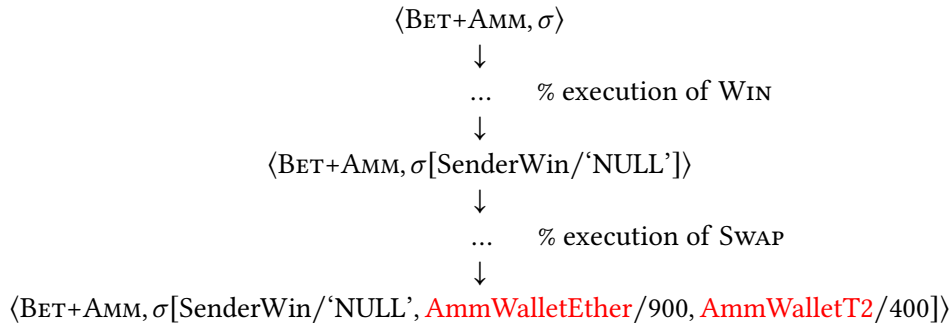 ⟨Bet+Amm, σ⟩
↓
... % execution of Win
↓
⟨Bet+Amm, σ[SenderWin/‘NULL’]⟩
↓
... % execution of Swap
↓
⟨Bet+Amm, σ[SenderWin/‘NULL’, AmmWalletEther/900, AmmWalletT2/400]⟩